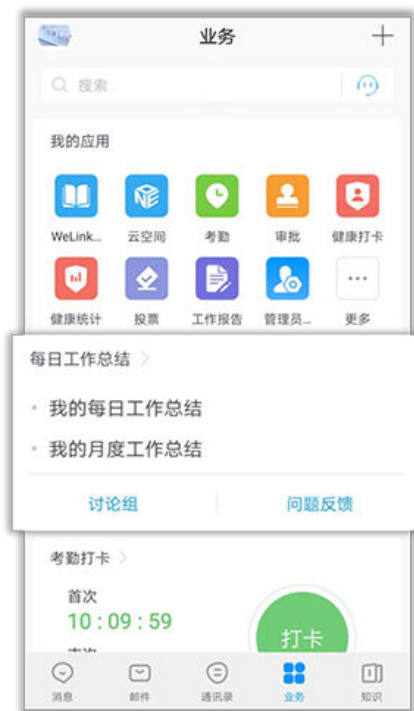 业务
搜索
我的应用
WeLink... 云空间 考勤 审批 健康打卡
健康统计 投票 工作报告 管理员... 更多
每日工作总结
我的每日工作总结
我的月度工作总结
讨论组 问题反馈
考勤打卡
首次
10 : 09 : 59
打卡
消息 邮件 通讯录 业务 知识